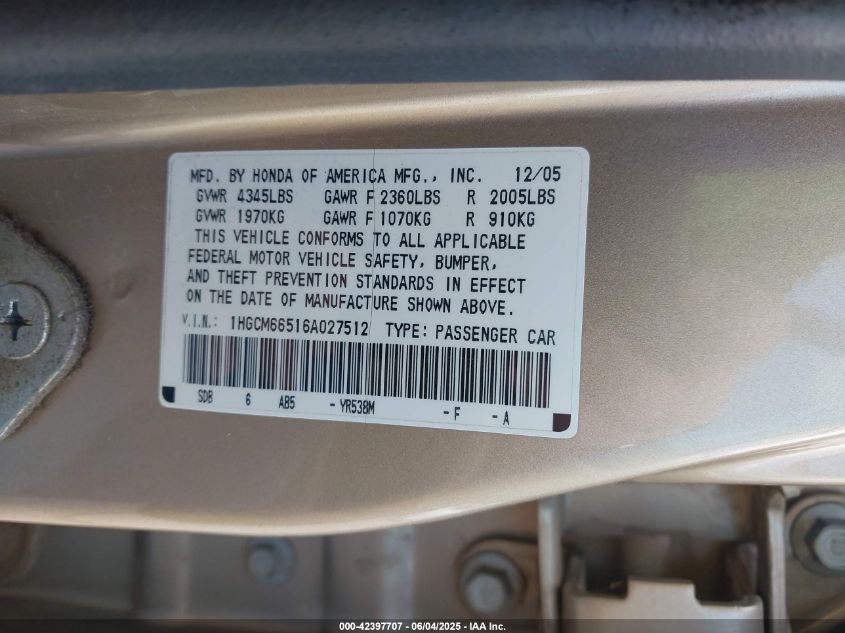 MFD. BY HONDA OF AMERICA MFG., INC. 12/05
GVWR 4345LBS GAWR F 2360LBS R 2005LBS
GVWR 1970KG GAWR F 1070KG R 910KG
THIS VEHICLE CONFORMS TO ALL APPLICABLE
FEDERAL MOTOR VEHICLE SAFETY, BUMPER,
AND THEFT PREVENTION STANDARDS IN EFFECT
ON THE DATE OF MANUFACTURE SHOWN ABOVE.
V.I.N.: 1HGCM66516A027512 TYPE: PASSENGER CAR
SDB 6 AB5 - YR538M - F - A
000-42397707 - 06/04/2025 - IAA Inc.